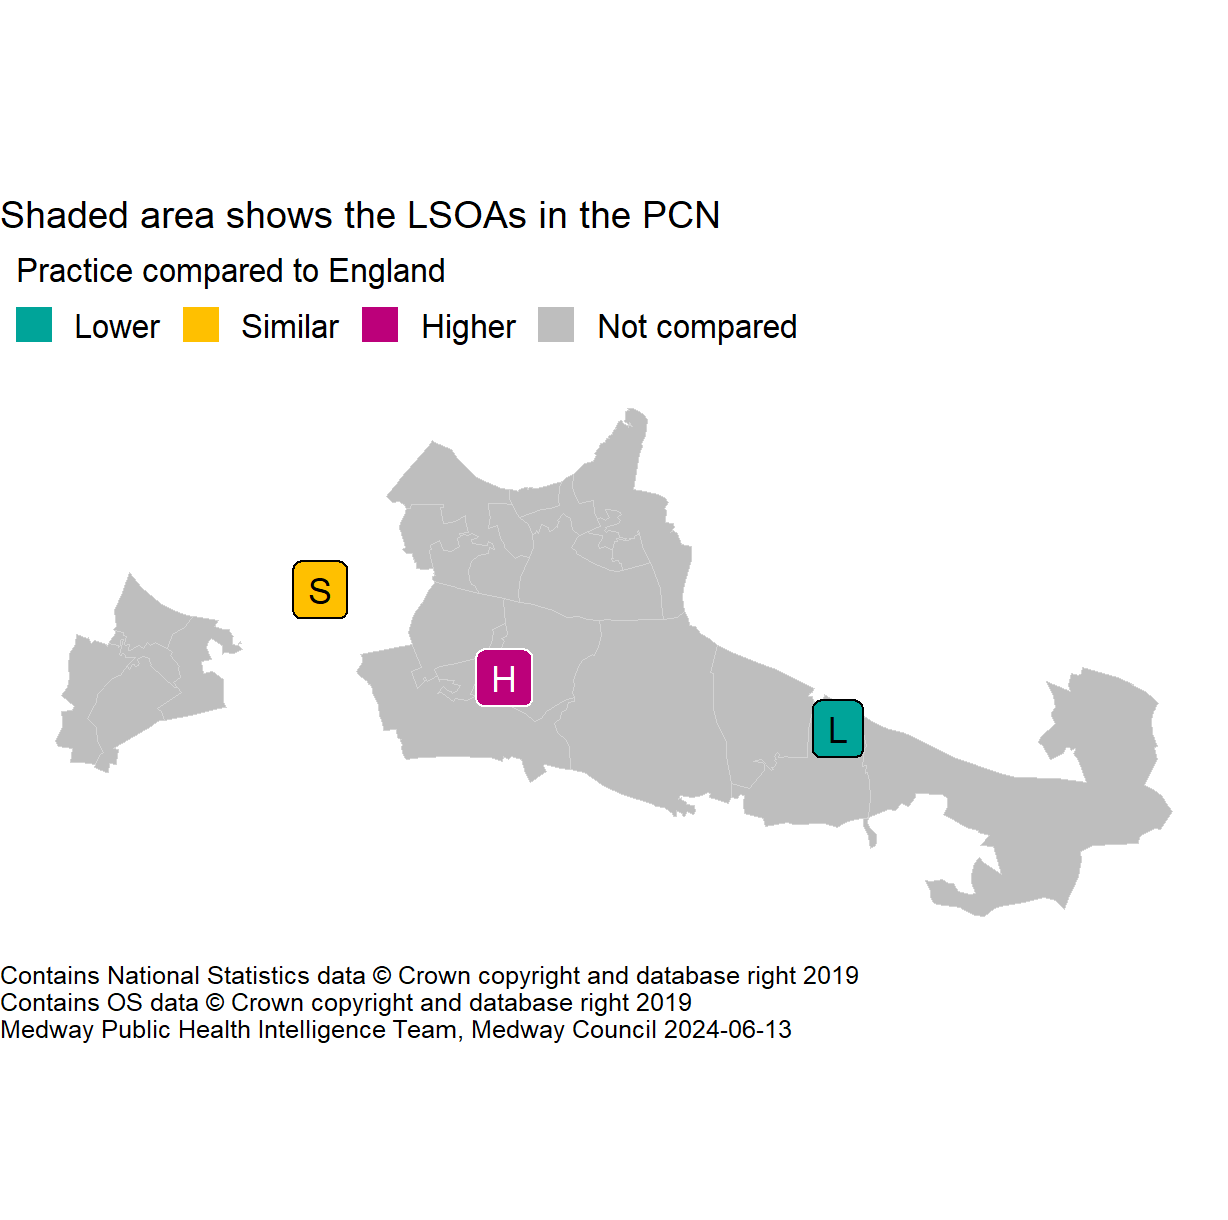 Shaded area shows the LSOAs in the PCN
Practice compared to England
Lower Similar Higher Not compared
S
H
L
Contains National Statistics data © Crown copyright and database right 2019
Contains OS data © Crown copyright and database right 2019
Medway Public Health Intelligence Team, Medway Council 2024-06-13